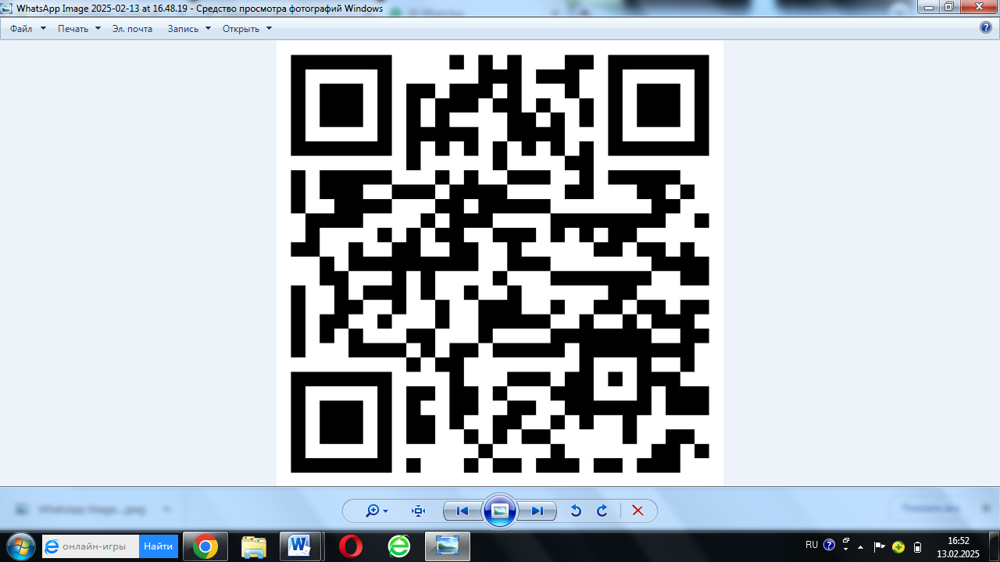 WhatsApp Image 2025-02-13 at 16.48.19 - Средство просмотра фотографий Windows
Файл Печать Эл. почта Запись Открыть
онлайн-игры Найти
RU
16:52
13.02.2025